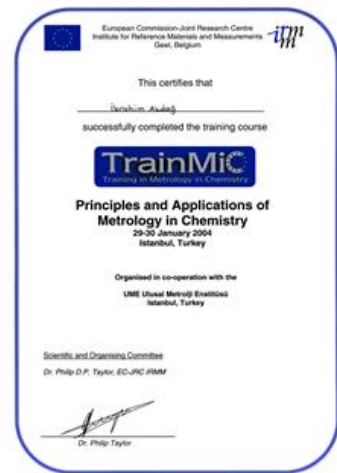 European Commission-Joint Research Centre
Institute for Reference Materials and Measurements
Geel, Belgium
irmm
This certifies that
successfully completed the training course
TrainMiC
Training in Metrology in Chemistry
Principles and Applications of
Metrology in Chemistry
29-30 January 2004
Istanbul, Turkey
Organised in co-operation with the
UME Ulusal Metrolji Enstitüsü
Istanbul, Turkey
Scientific and Organising Committee
Dr. Philip D.P. Taylor, EC-JRC IRMM
Dr. Philip Taylor